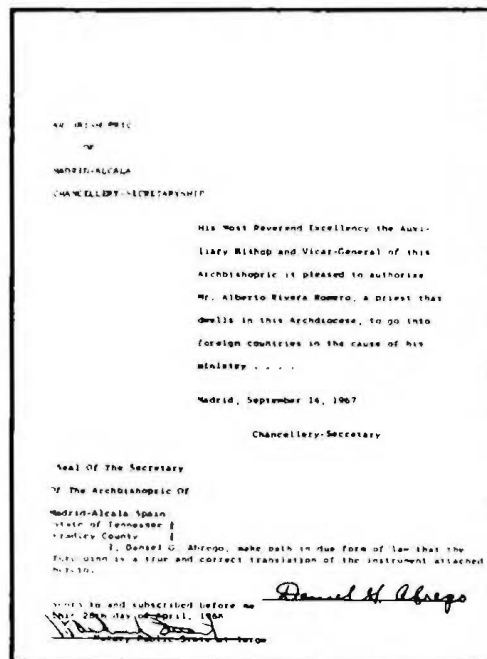 OF
MADRID-ALCALA
CHANCELLERY-SECRETARYSHIP
His Most Reverend Excellency the Auxi-
liary Bishop and Vicar-General of this
Archbishopric is pleased to authorize
Mr. Alberto Rivera Romero, a priest that
dwells in this Archdiocese, to go into
foreign countries in the cause of his
ministry . . . .
Madrid, September 14, 1967
Chancellery-Secretary
Seal Of The Secretary
Of The Archbishopric Of
Madrid-Alcala Spain
State of Tennessee
Bradley County
I, Daniel G. Abrego, make oath in due form of law that the
foregoing is a true and correct translation of the instrument attached
hereto.
Daniel G. Abrego
Sworn to and subscribed before me
this 28th day of April, 1968
Notary Public State at Large